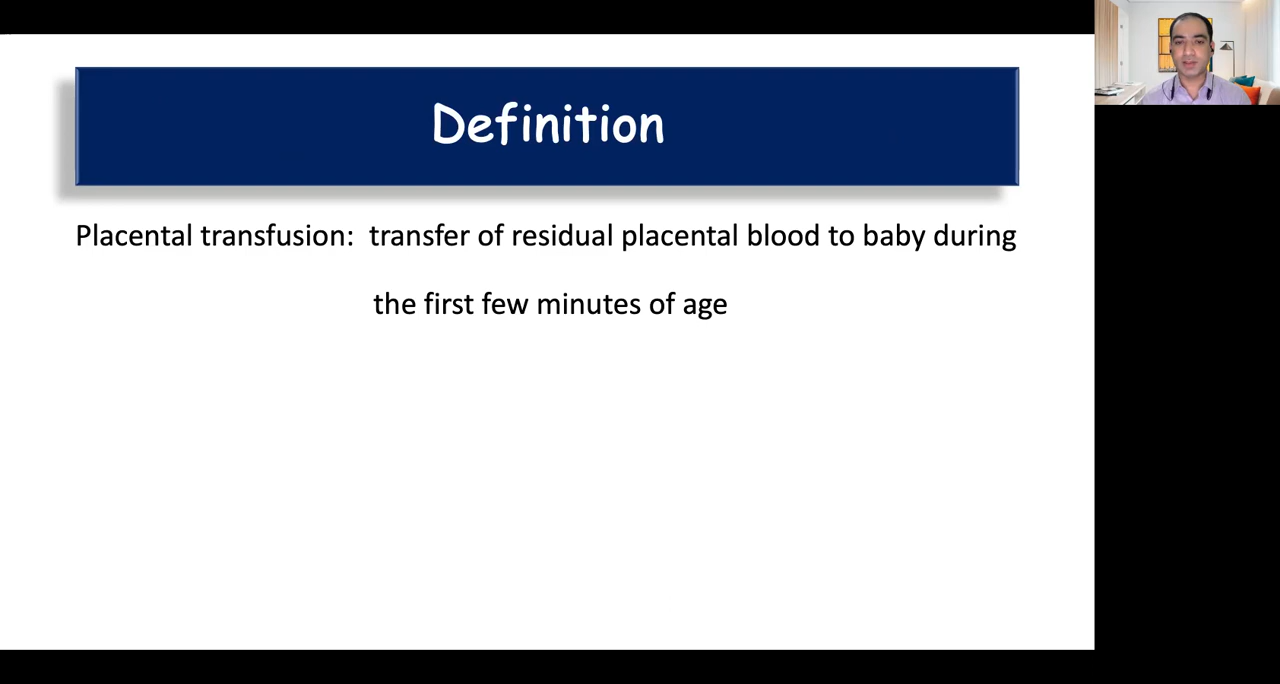 Definition
Placental transfusion: transfer of residual placental blood to baby during
the first few minutes of age